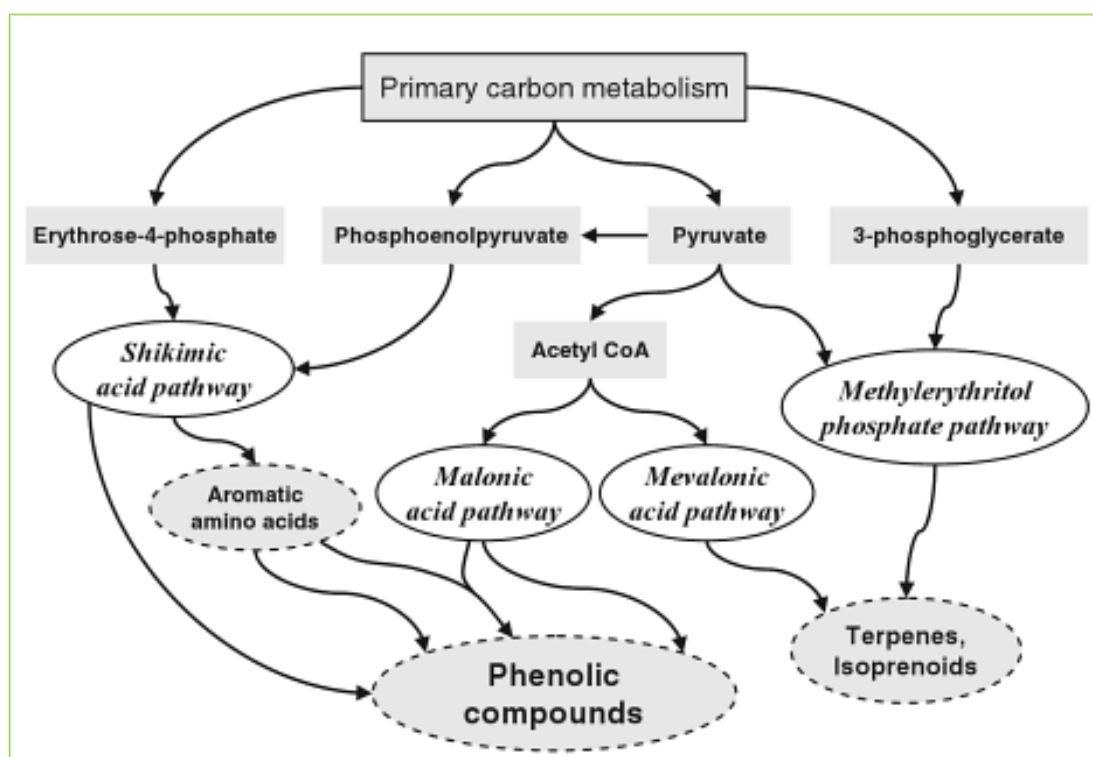 Primary carbon metabolism
Erythrose-4-phosphate
Phosphoenolpyruvate
Pyruvate
3-phosphoglycerate
Shikimic
acid pathway
Acetyl CoA
Methylerythritol
phosphate pathway
Aromatic
amino acids
Malonic
acid pathway
Mevalonic
acid pathway
Terpenes,
Isoprenoids
Phenolic
compounds